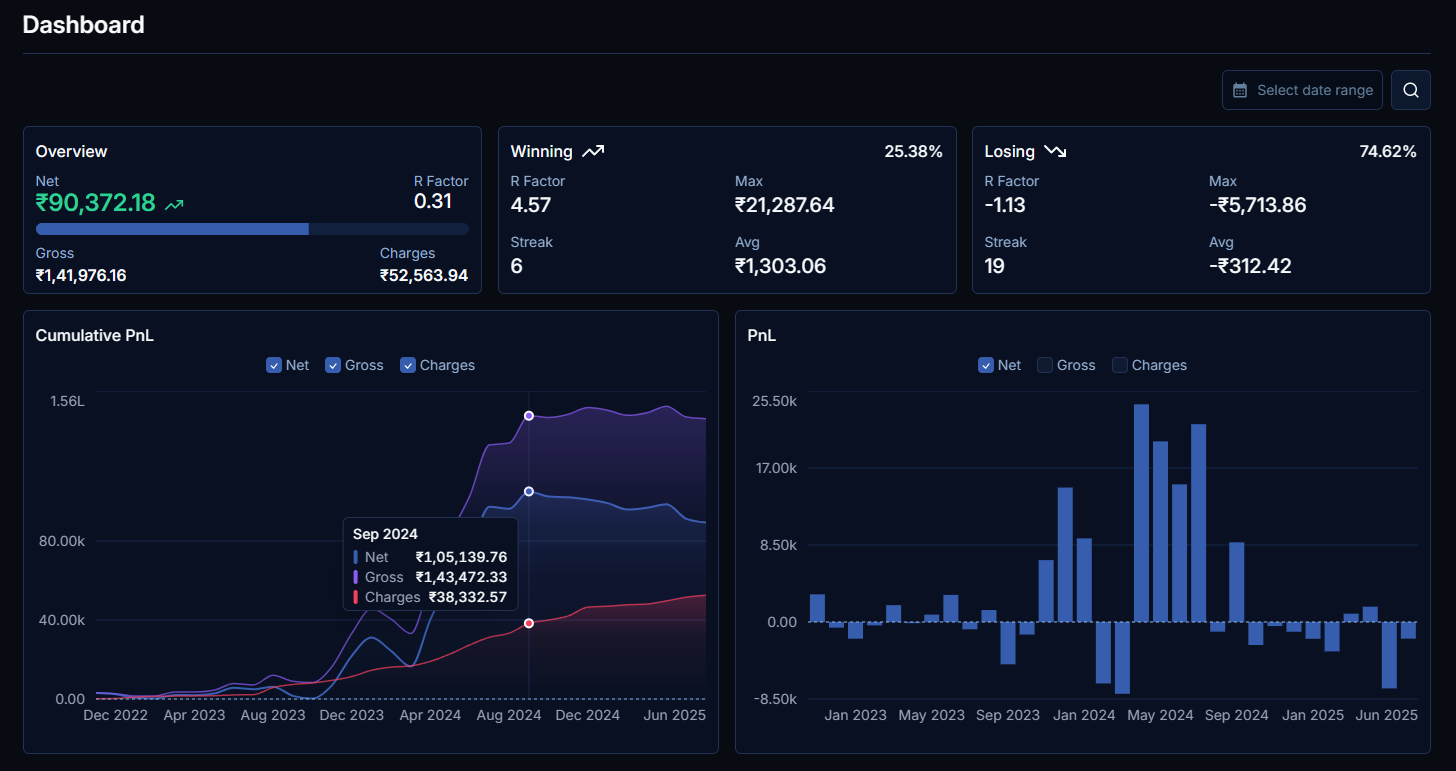 Dashboard
Select date range
Overview
Net
R Factor
₹90,372.18
0.31
Gross
Charges
₹1,41,976.16
₹52,563.94
Winning
25.38%
R Factor
Max
4.57
₹21,287.64
Streak
Avg
6
₹1,303.06
Losing
74.62%
R Factor
Max
-1.13
-₹5,713.86
Streak
Avg
19
-₹312.42
Cumulative PnL
Net Gross Charges
1.56L
80.00k
40.00k
0.00
Sep 2024
Net ₹1,05,139.76
Gross ₹1,43,472.33
Charges ₹38,332.57
Dec 2022 Apr 2023 Aug 2023 Dec 2023 Apr 2024 Aug 2024 Dec 2024 Jun 2025
PnL
Net Gross Charges
25.50k
17.00k
8.50k
0.00
-8.50k
Jan 2023 May 2023 Sep 2023 Jan 2024 May 2024 Sep 2024 Jan 2025 Jun 2025